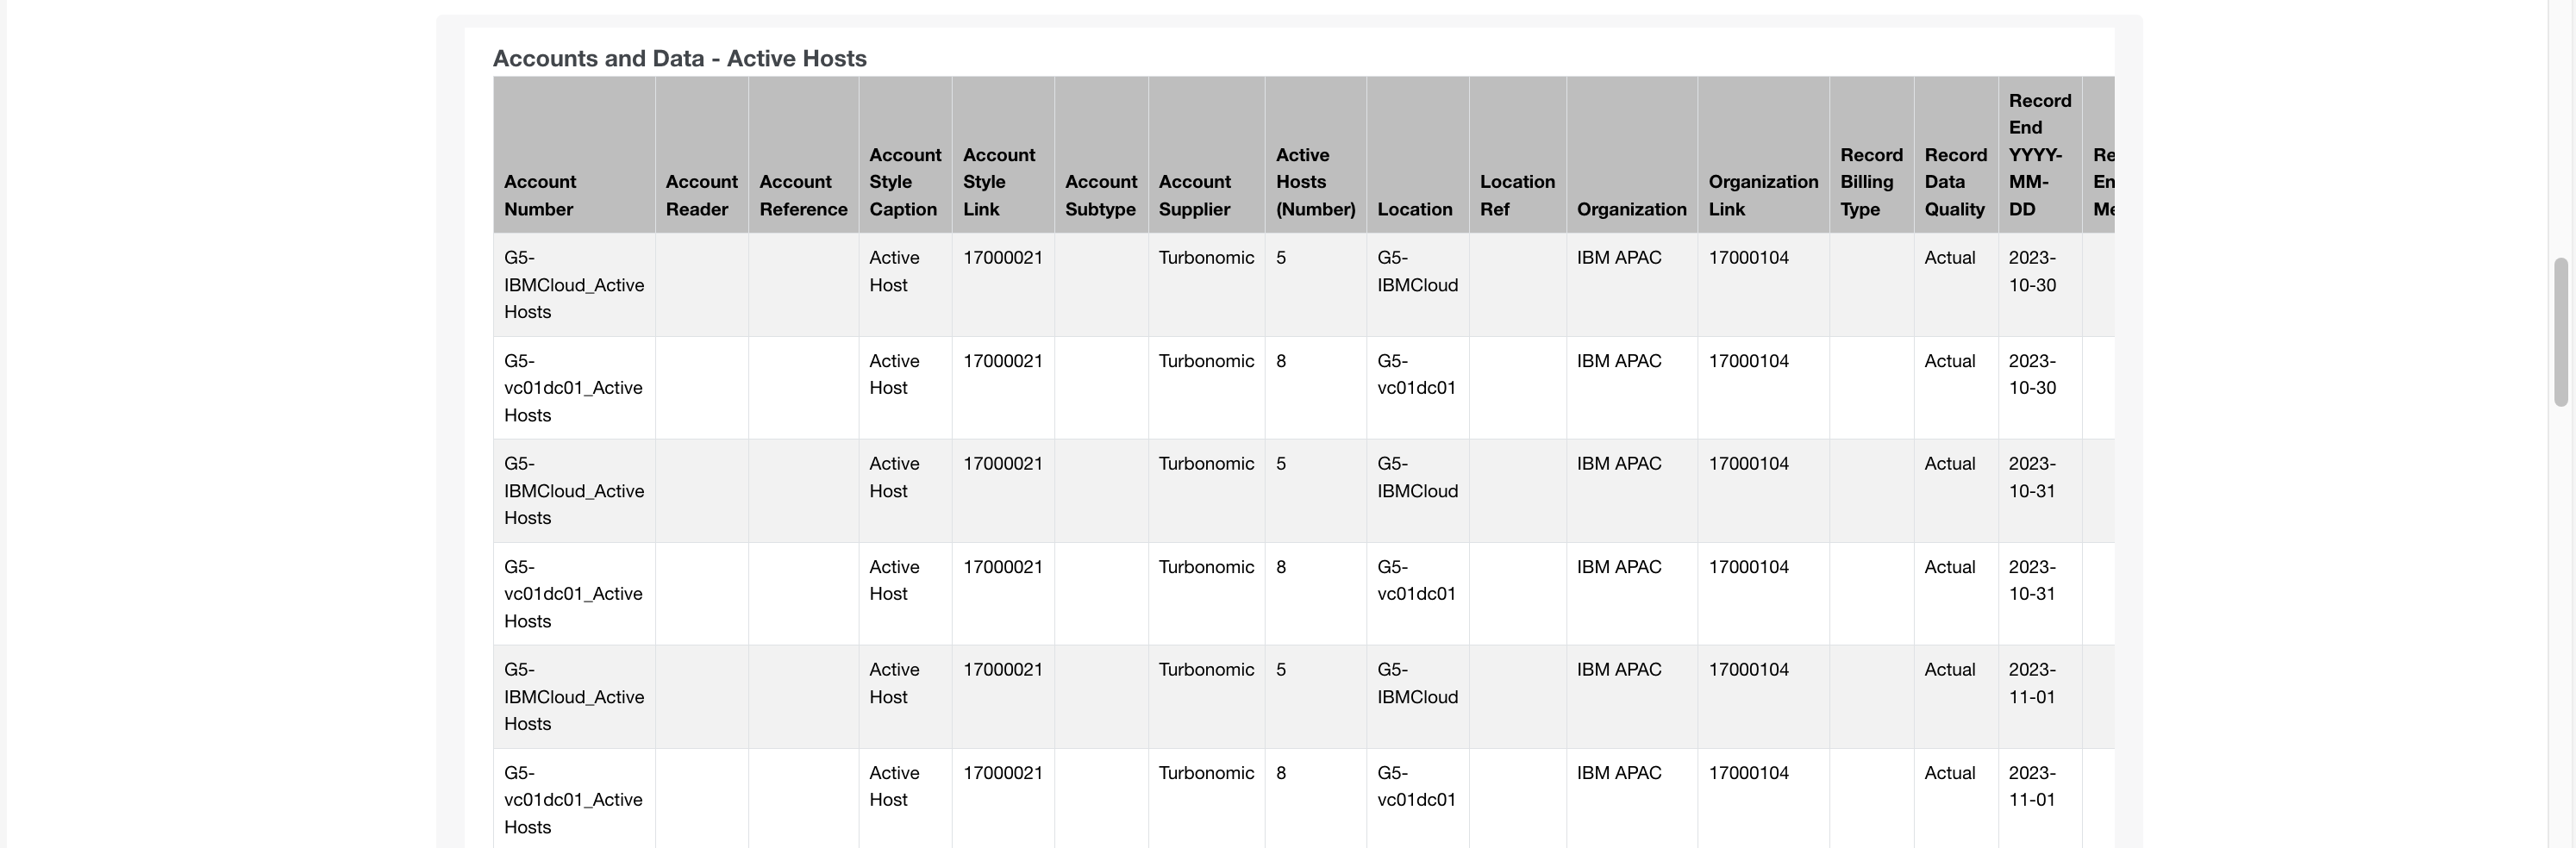 Accounts and Data - Active Hosts
Account Number | Account Reader | Account Reference | Account Style Caption | Account Style Link | Account Subtype | Account Supplier | Active Hosts (Number) | Location | Location Ref | Organization | Organization Link | Record Billing Type | Record Data Quality | Record End YYYY-MM-DD | Re En Me
G5-IBMCloud_Active Hosts | | | Active Host | 17000021 | | Turbonomic | 5 | G5-IBMCloud | | IBM APAC | 17000104 | | Actual | 2023-10-30
G5-vc01dc01_Active Hosts | | | Active Host | 17000021 | | Turbonomic | 8 | G5-vc01dc01 | | IBM APAC | 17000104 | | Actual | 2023-10-30
G5-IBMCloud_Active Hosts | | | Active Host | 17000021 | | Turbonomic | 5 | G5-IBMCloud | | IBM APAC | 17000104 | | Actual | 2023-10-31
G5-vc01dc01_Active Hosts | | | Active Host | 17000021 | | Turbonomic | 8 | G5-vc01dc01 | | IBM APAC | 17000104 | | Actual | 2023-10-31
G5-IBMCloud_Active Hosts | | | Active Host | 17000021 | | Turbonomic | 5 | G5-IBMCloud | | IBM APAC | 17000104 | | Actual | 2023-11-01
G5-vc01dc01_Active Hosts | | | Active Host | 17000021 | | Turbonomic | 8 | G5-vc01dc01 | | IBM APAC | 17000104 | | Actual | 2023-11-01